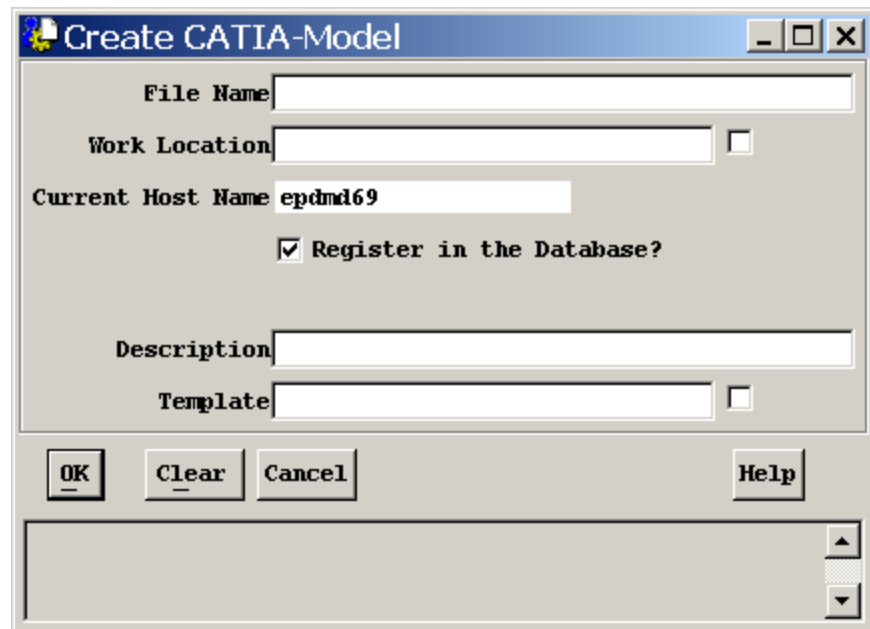 Create CATIA-Model
File Name
Work Location
Current Host Name epdmd69
Register in the Database?
Description
Template
OK Clear Cancel Help